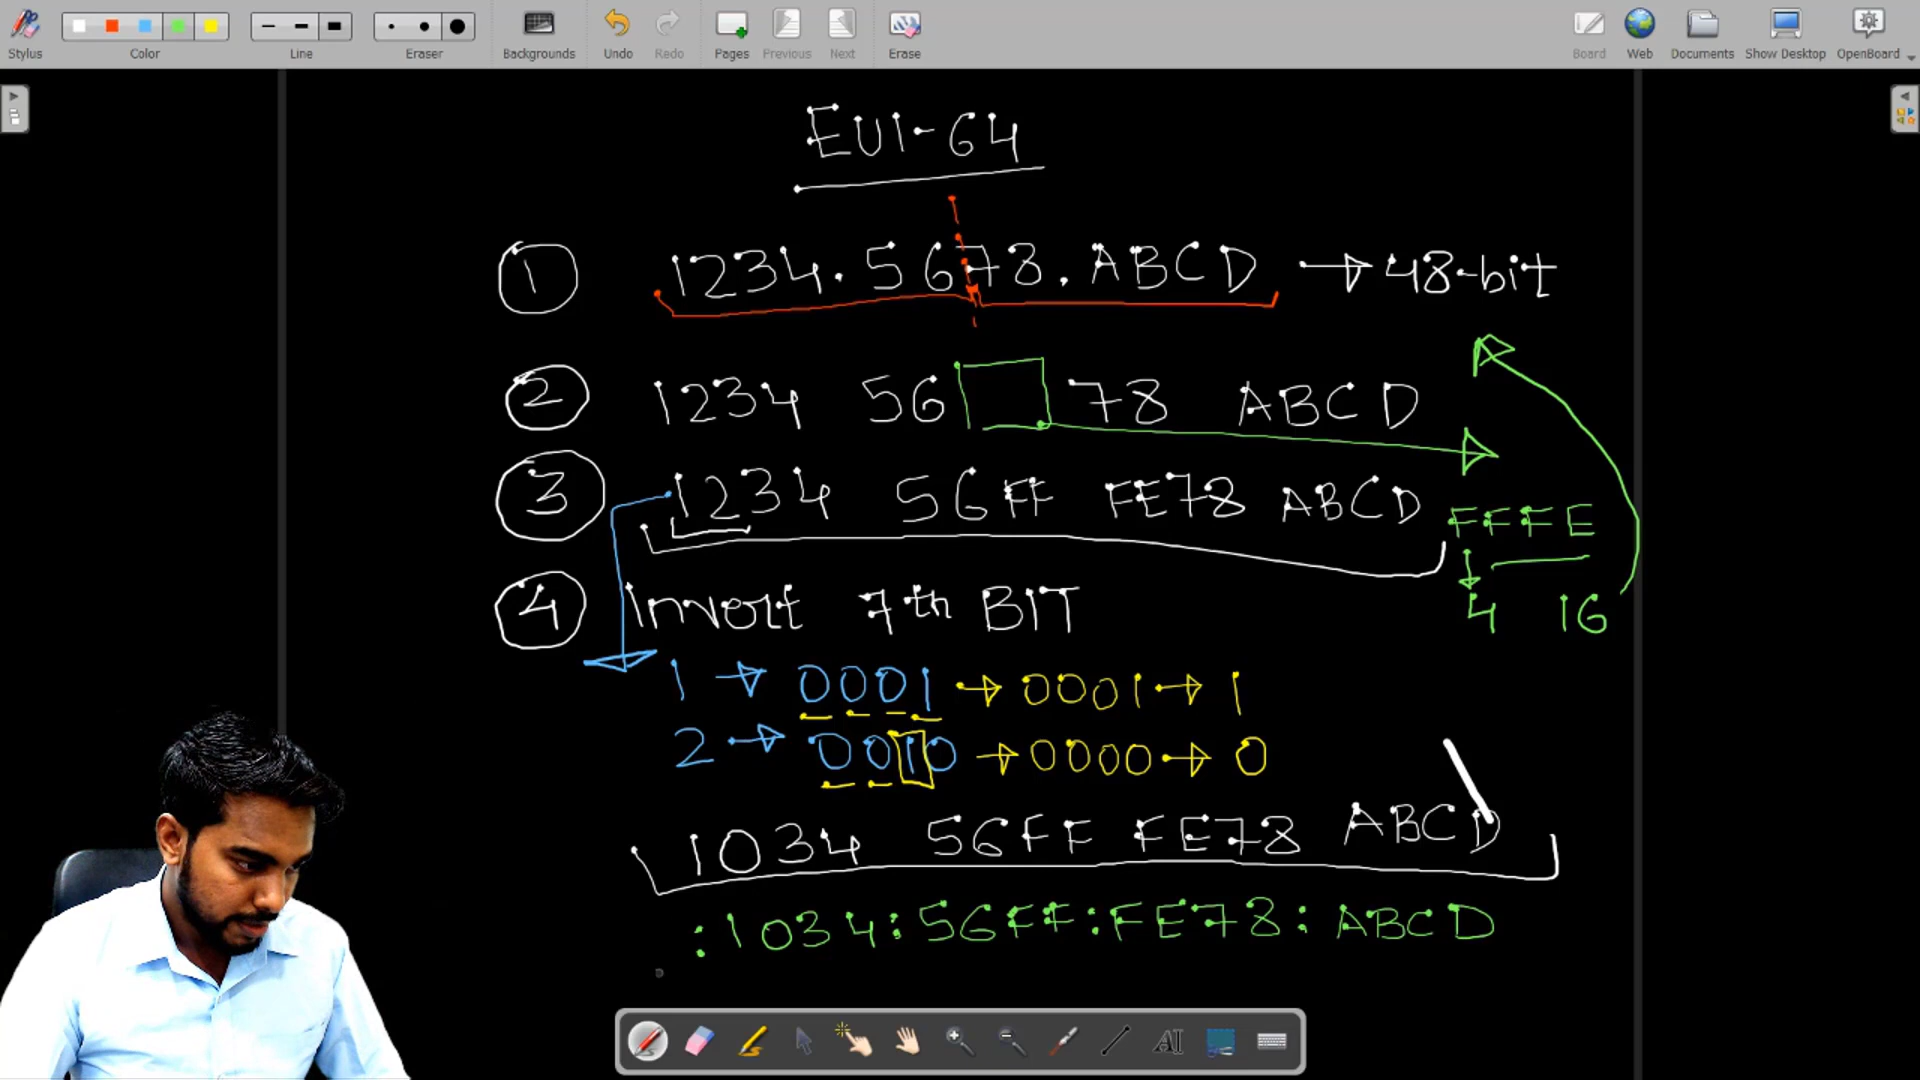 Stylus Color Line Eraser Backgrounds Undo Redo Pages Previous Next Erase Board Web Documents Show Desktop OpenBoard
EUI-64
1 1234.5678.ABCD → 48-bit
2 1234 56 78 ABCD
3 1234 56FF FE78 ABCD
FFFE
4 16
4 Invert 7th BIT
1 → 0001 → 0001 → 1
2 → 0010 → 0000 → 0
1034 56FF FE78 ABCD
:1034:56FF:FE78:ABCD